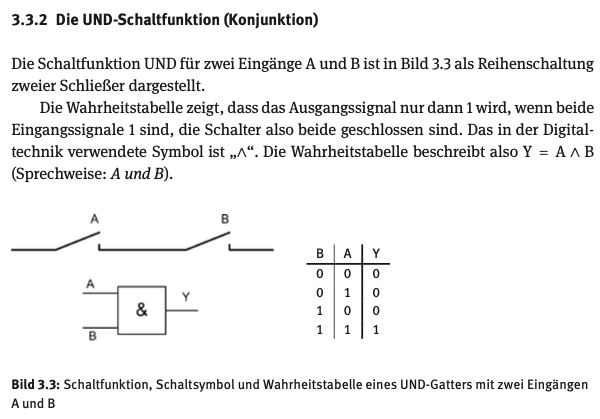 3.3.2 Die UND-Schaltfunktion (Konjunktion)
Die Schaltfunktion UND für zwei Eingänge A und B ist in Bild 3.3 als Reihenschaltung
zweier Schließer dargestellt.
Die Wahrheitstabelle zeigt, dass das Ausgangssignal nur dann 1 wird, wenn beide
Eingangssignale 1 sind, die Schalter also beide geschlossen sind. Das in der Digital-
technik verwendete Symbol ist „∧“. Die Wahrheitstabelle beschreibt also Y = A ∧ B
(Sprechweise: A und B).
A B
A
Y
&
B
B A Y
0 0 0
0 1 0
1 0 0
1 1 1
Bild 3.3: Schaltfunktion, Schaltsymbol und Wahrheitstabelle eines UND-Gatters mit zwei Eingängen
A und B